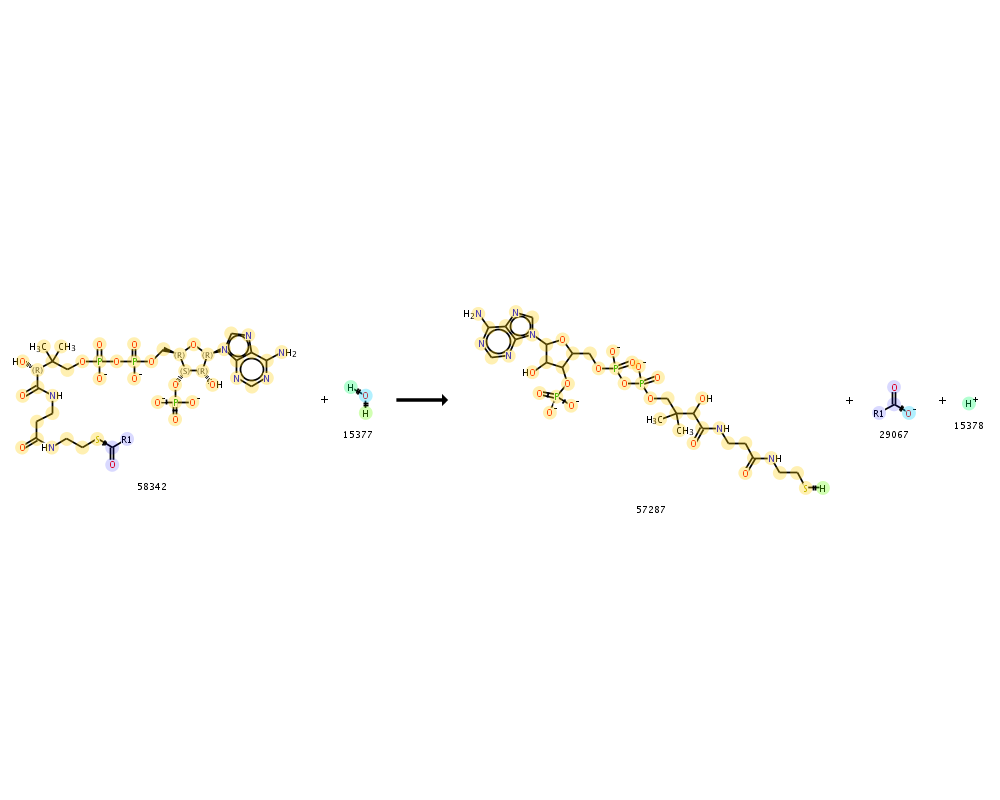 H3C CH3 HO (R) O O O O P O P O O- O- (R) O (R) (S) (R) OH N N N N NH2 O O- P O- O O NH O HN S R1 O
58342
+
H O H
15377
H2N N N N N O HO O O P O- O- O O- P O O O- P O O H3C CH3 OH O NH O NH S H
57287
+
O R1 O-
29067
+
H+
15378